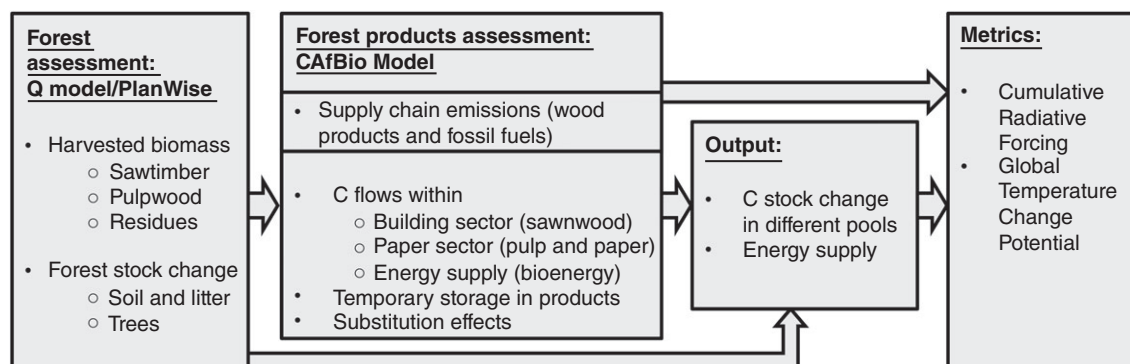 Forest
assessment:
Q model/PlanWise
• Harvested biomass
○ Sawtimber
○ Pulpwood
○ Residues
• Forest stock change
○ Soil and litter
○ Trees
Forest products assessment:
CAfBio Model
• Supply chain emissions (wood
products and fossil fuels)
• C flows within
○ Building sector (sawnwood)
○ Paper sector (pulp and paper)
○ Energy supply (bioenergy)
• Temporary storage in products
• Substitution effects
Output:
• C stock change
in different pools
• Energy supply
Metrics:
• Cumulative
Radiative
Forcing
• Global
Temperature
Change
Potential